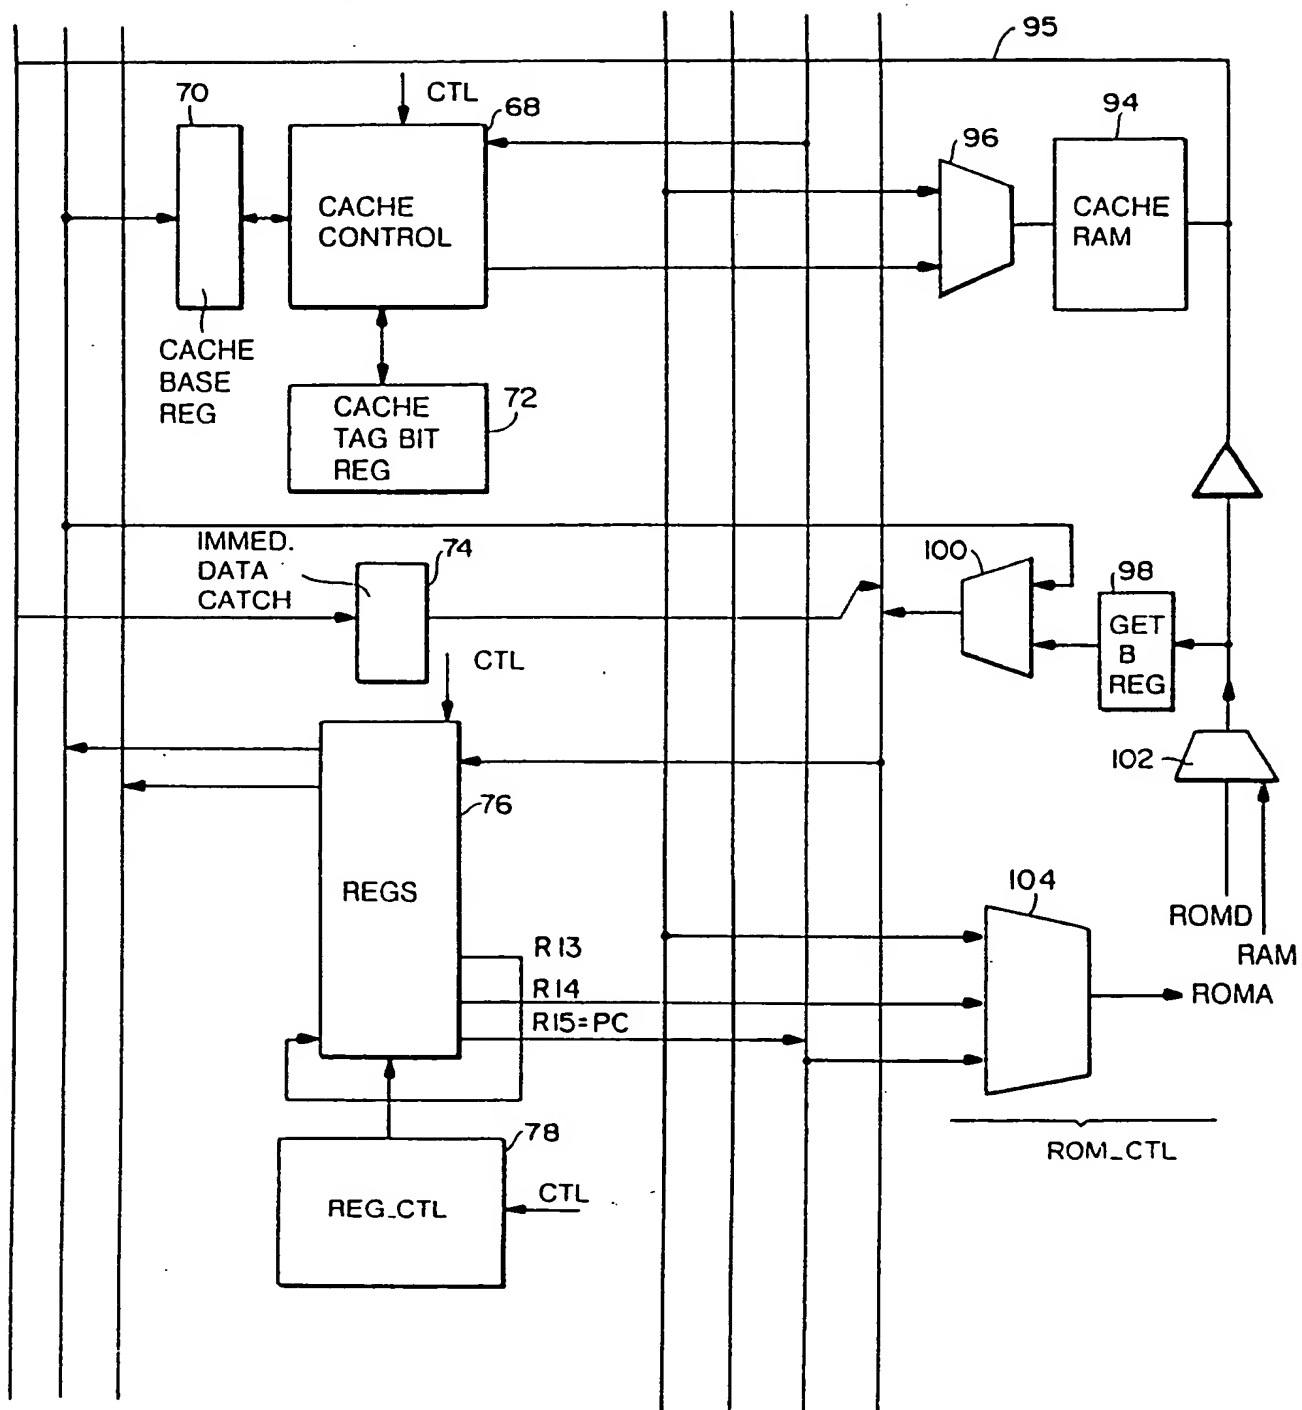 95
70
CTL
68
94
96
CACHE
CONTROL
CACHE
RAM
CACHE
BASE
REG
CACHE
TAG BIT
REG
72
IMMED.
DATA
CATCH
74
100
98
GET
B
REG
CTL
102
76
REGS
104
ROMD
RAM
R13
R14
ROMA
R15=PC
78
ROM_CTL
REG_CTL
CTL